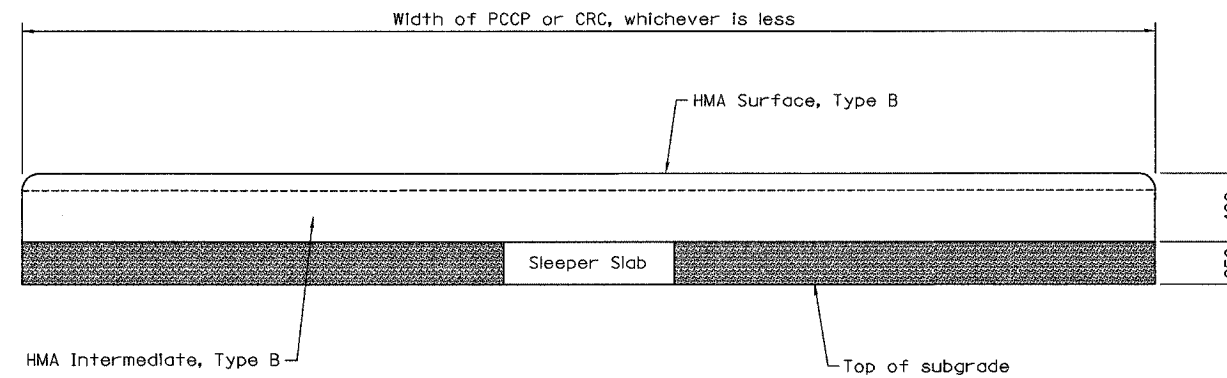 Width of PCCP or CRC, whichever is less
HMA Surface, Type B
Sleeper Slab
HMA Intermediate, Type B
Top of subgrade